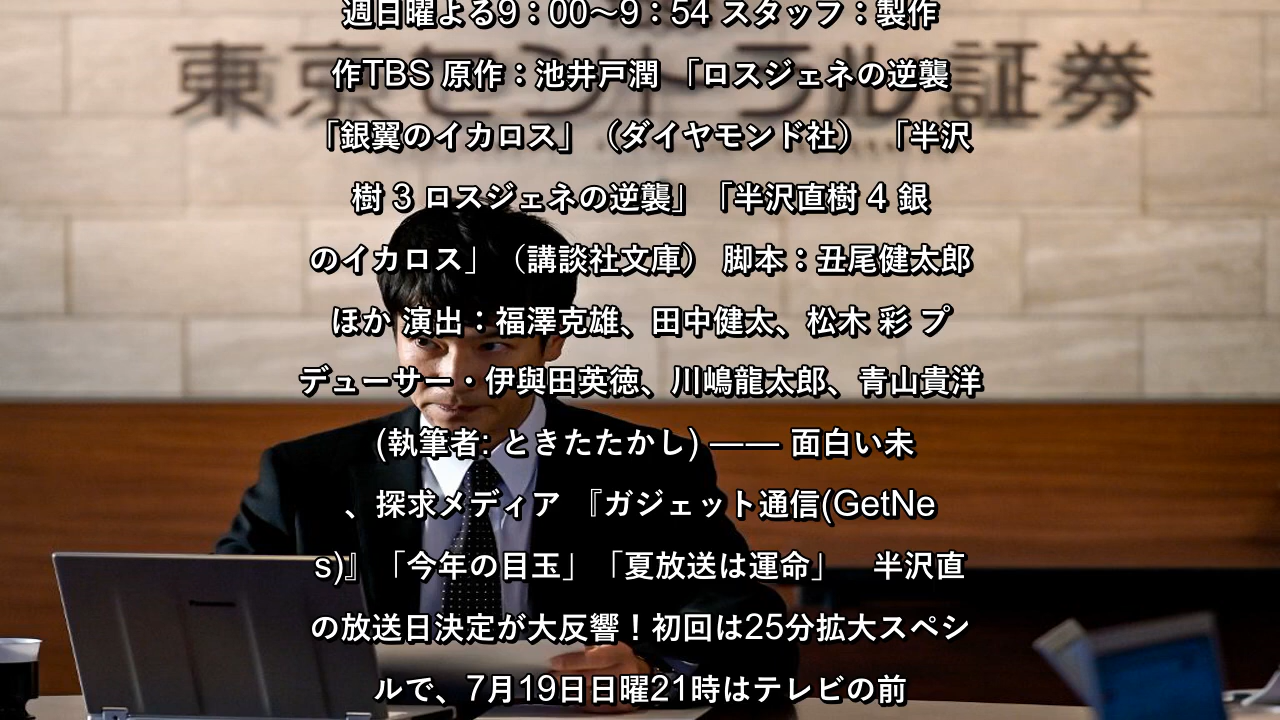 週日曜よる9：00〜9：54 スタッフ：製作
作TBS 原作：池井戸潤 「ロスジェネの逆襲
「銀翼のイカロス」（ダイヤモンド社） 「半沢
樹 3 ロスジェネの逆襲」「半沢直樹 4 銀
のイカロス」（講談社文庫） 脚本：丑尾健太郎
ほか 演出：福澤克雄、田中健太、松木 彩 プ
デューサー・伊與田英徳、川嶋龍太郎、青山貴洋
(執筆者: ときたたかし) ―― 面白い未
、探求メディア 『ガジェット通信(GetNe
s)』「今年の目玉」「夏放送は運命」　半沢直
の放送日決定が大反響！初回は25分拡大スペシ
ルで、7月19日日曜21時はテレビの前
東京セントラル証券
Panasonic